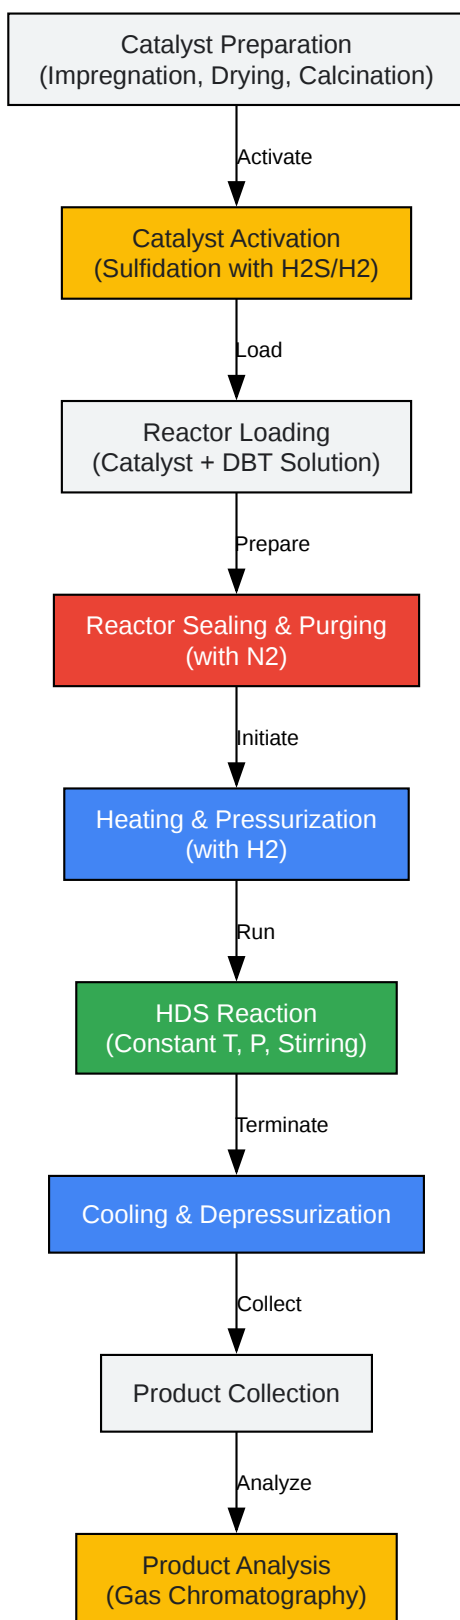 Catalyst Preparation
(Impregnation, Drying, Calcination)
Activate
Catalyst Activation
(Sulfidation with H2S/H2)
Load
Reactor Loading
(Catalyst + DBT Solution)
Prepare
Reactor Sealing & Purging
(with N2)
Initiate
Heating & Pressurization
(with H2)
Run
HDS Reaction
(Constant T, P, Stirring)
Terminate
Cooling & Depressurization
Collect
Product Collection
Analyze
Product Analysis
(Gas Chromatography)